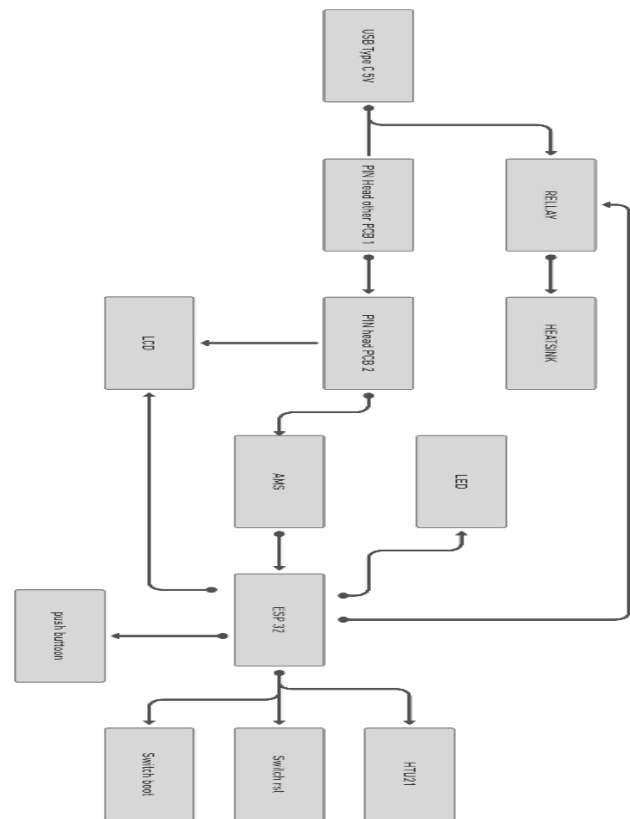 USB Type C 5V
PIN Head other PCB 1
RELLAY
PIN head PCB 2
LCD
HEATSINK
AMS
LED
ESP 32
push buttoon
Switch boot
Switch rst
HTU21